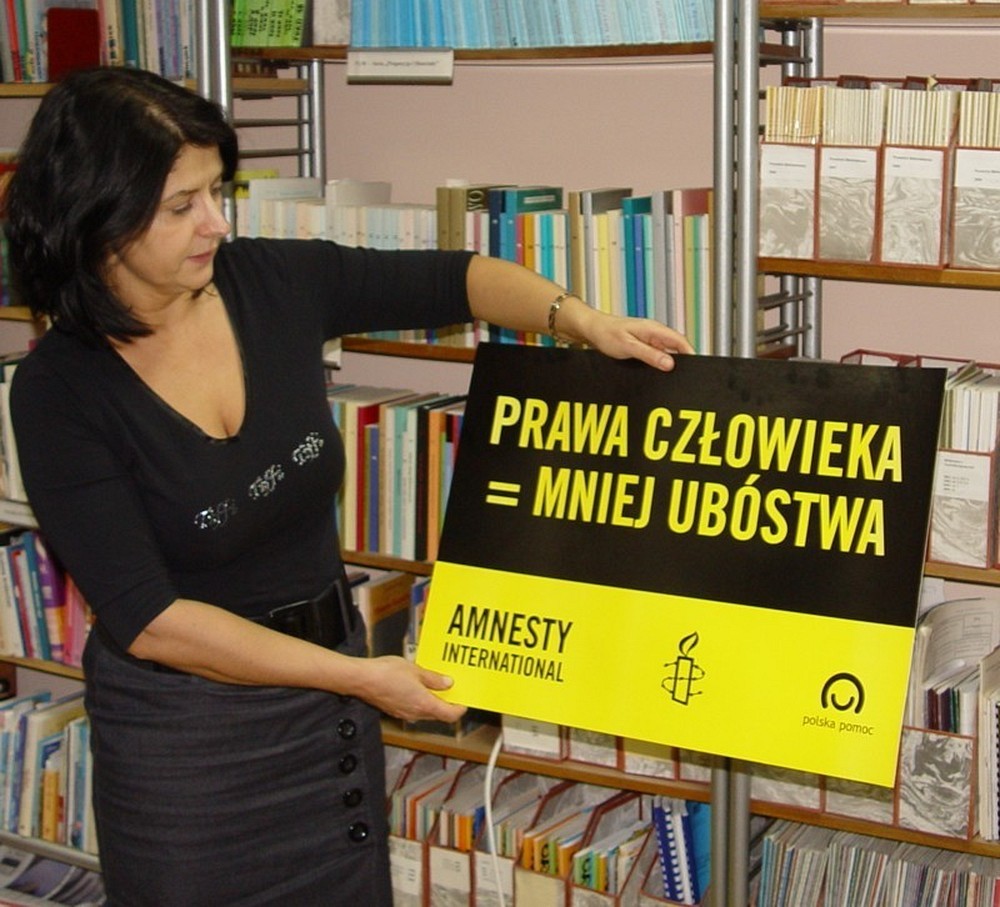 PRAWA CZŁOWIEKA
= MNIEJ UBÓSTWA
AMNESTY
INTERNATIONAL
polska pomoc